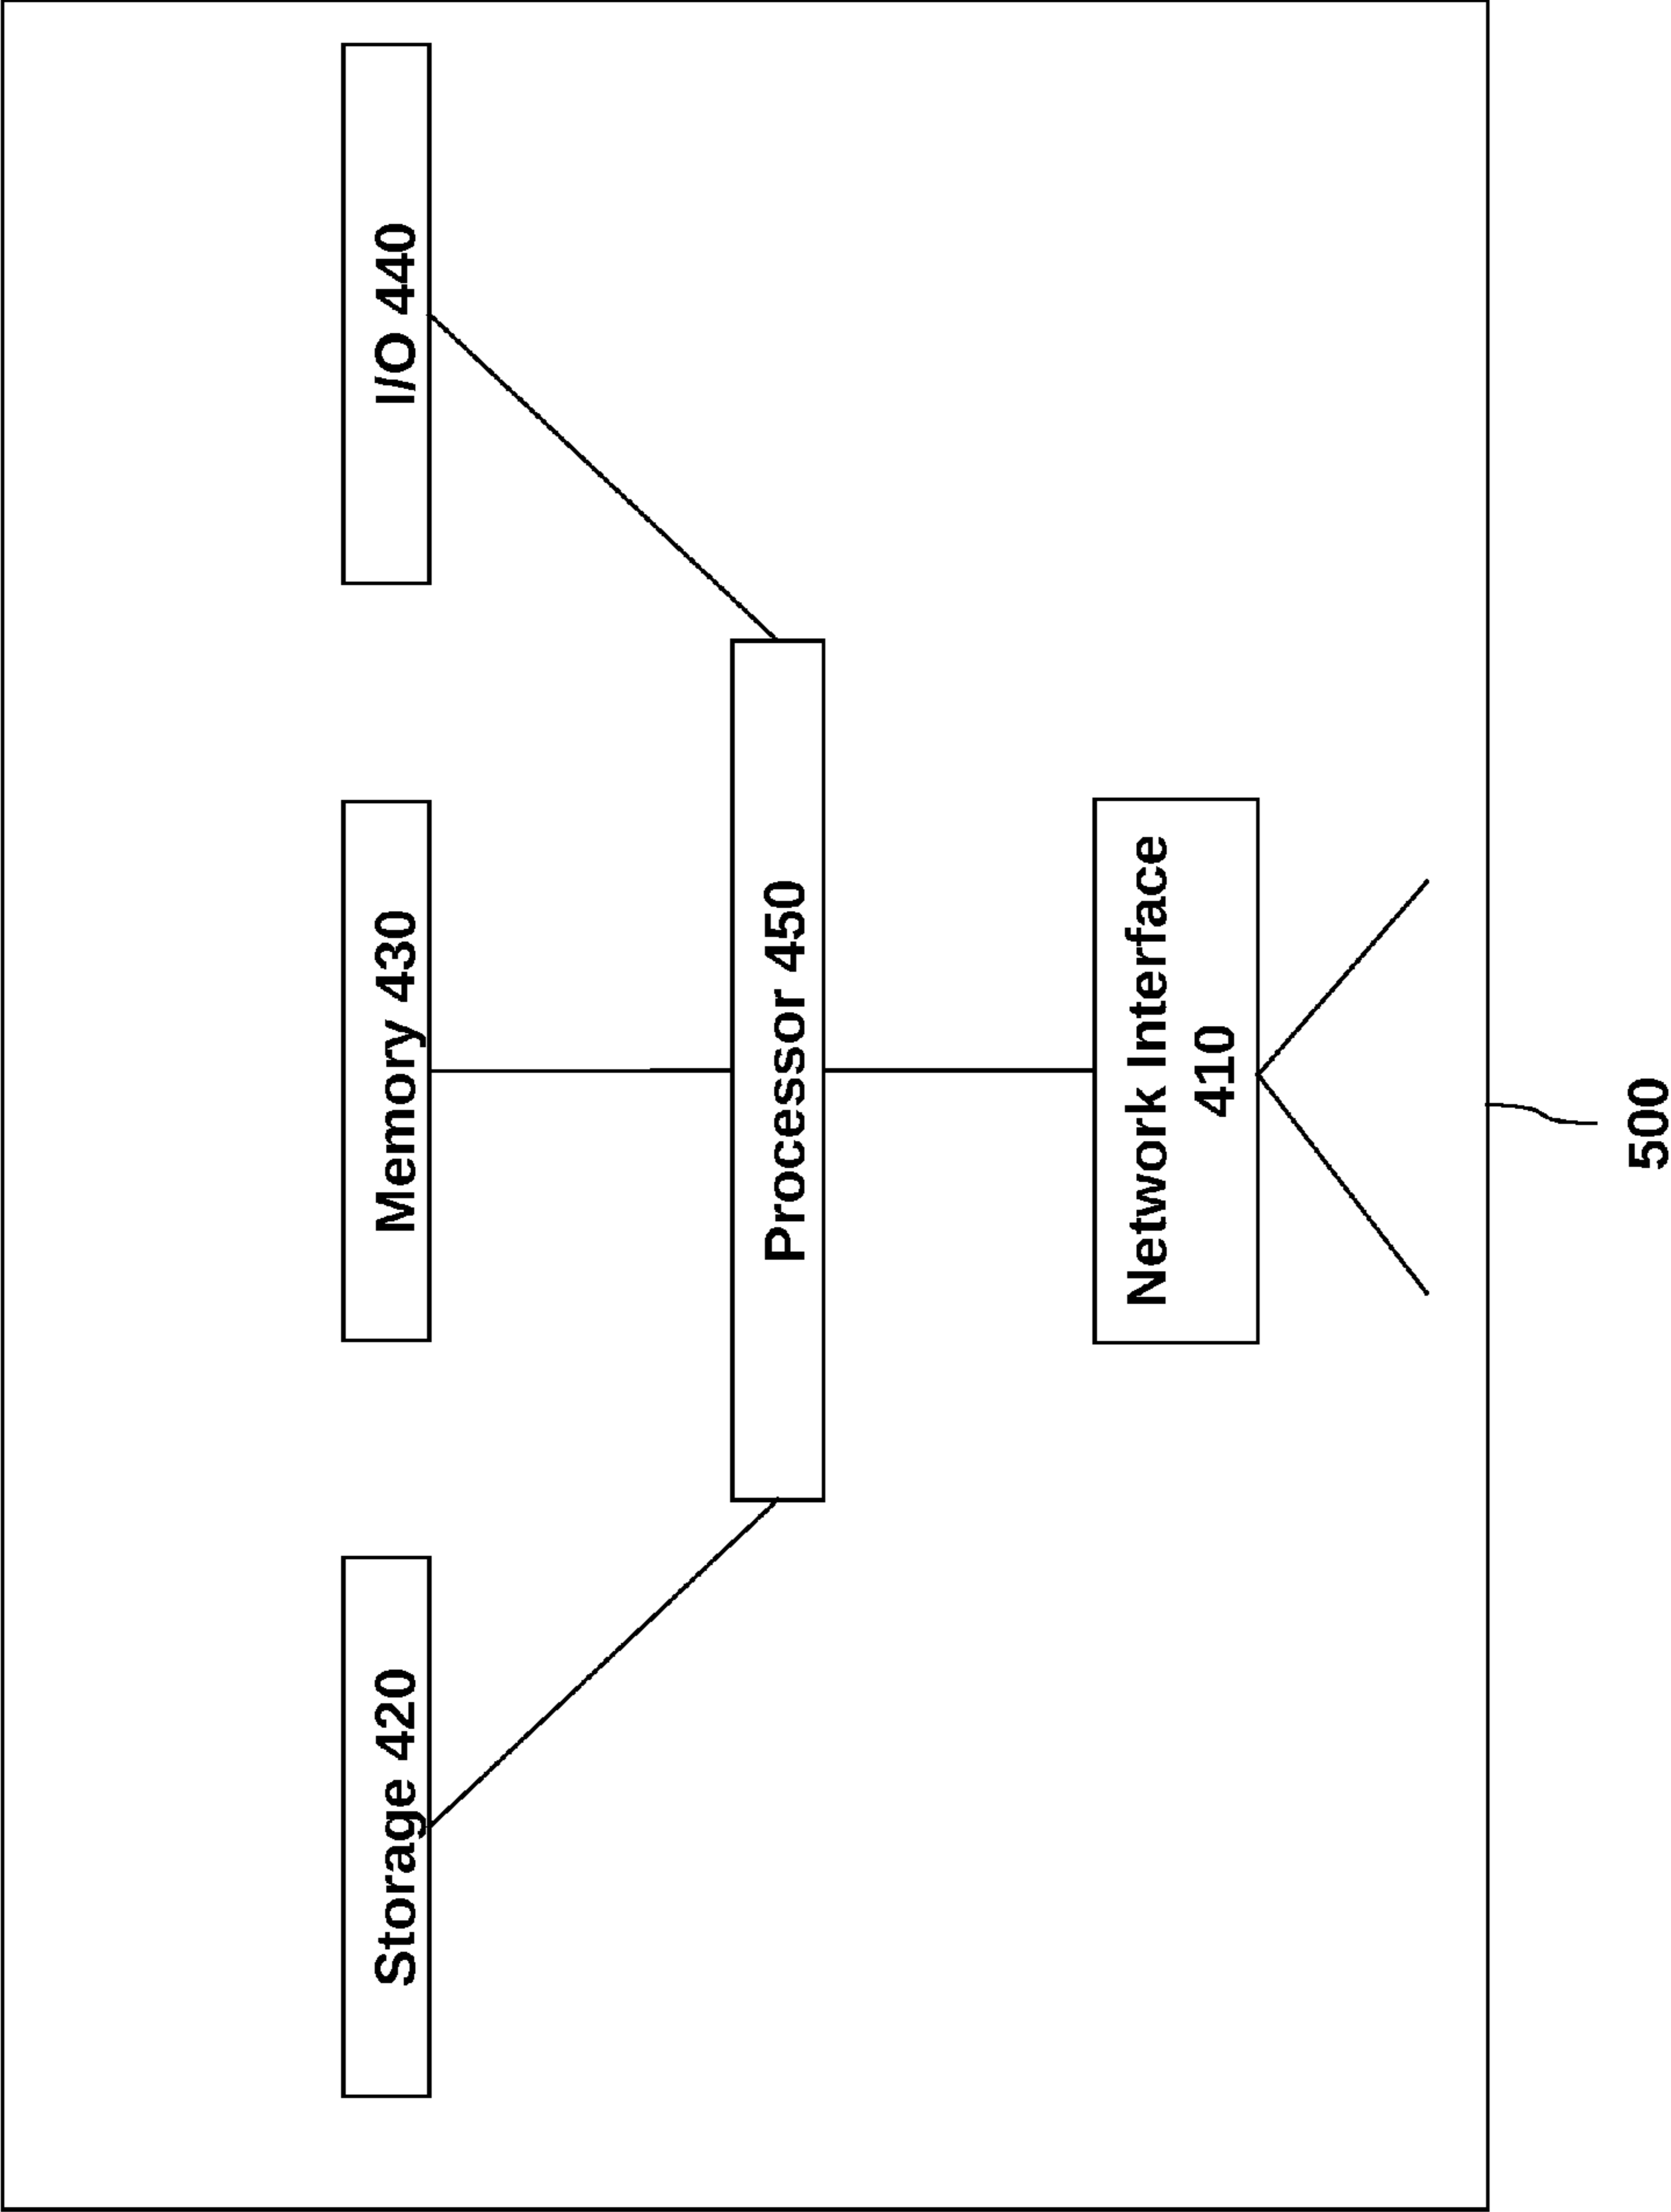 Storage 420
Memory 430
I/O 440
Processor 450
Network Interface
410
500